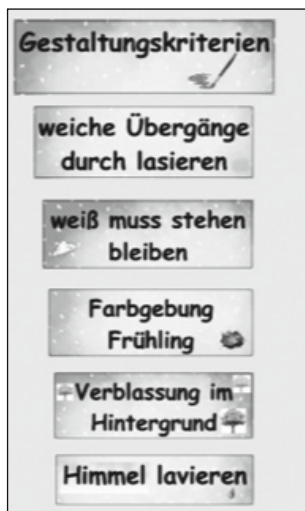 Gestaltungskriterien
weiche Übergänge
durch lasieren
weiß muss stehen
bleiben
Farbgebung
Frühling
Verblassung im
Hintergrund
Himmel lavieren